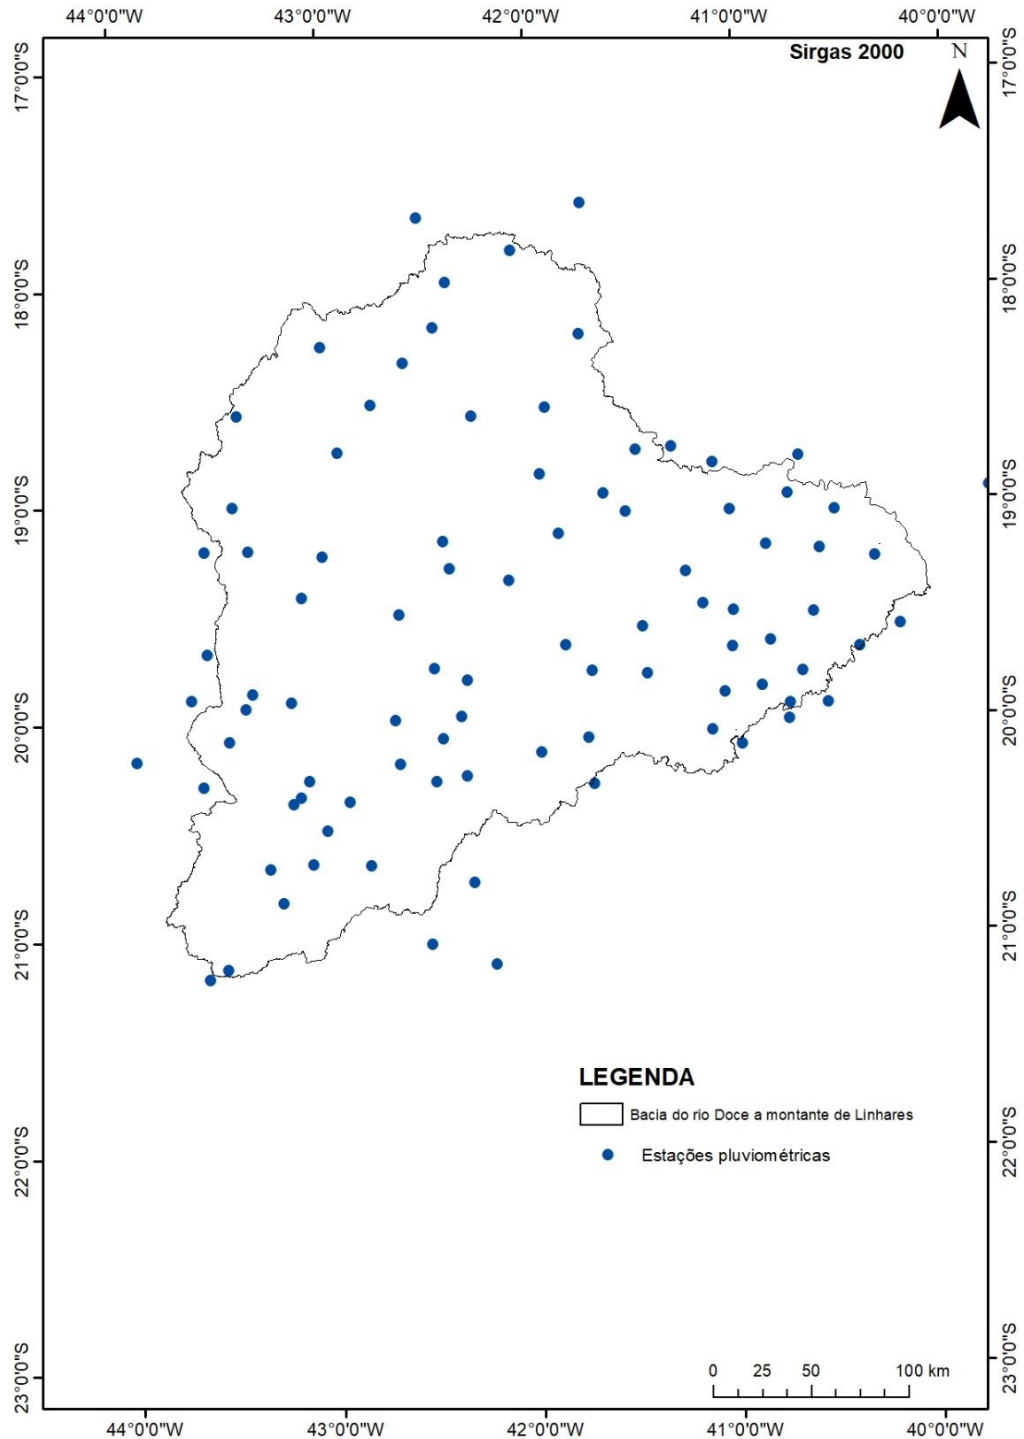 44°0'0"W 43°0'0"W 42°0'0"W 41°0'0"W 40°0'0"W
Sirgas 2000
N
17°0'0"S 17°0'0"S
18°0'0"S 18°0'0"S
19°0'0"S 19°0'0"S
20°0'0"S 20°0'0"S
21°0'0"S 21°0'0"S
LEGENDA
Bacia do rio Doce a montante de Linhares
Estações pluviométricas
22°0'0"S 22°0'0"S
23°0'0"S 23°0'0"S
0 25 50 100 km
44°0'0"W 43°0'0"W 42°0'0"W 41°0'0"W 40°0'0"W